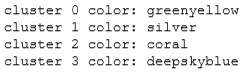 cluster 0 color: greenyellow
cluster 1 color: silver
cluster 2 color: coral
cluster 3 color: deepskyblue